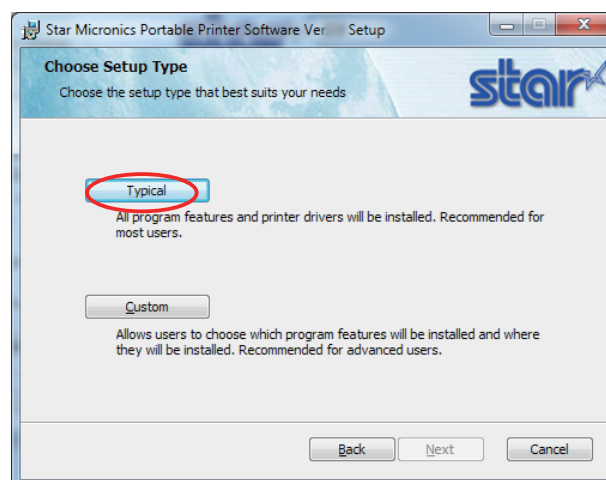 Star Micronics Portable Printer Software Ver Setup
Choose Setup Type
Choose the setup type that best suits your needs
star
Typical
All program features and printer drivers will be installed. Recommended for
most users.
Custom
Allows users to choose which program features will be installed and where
they will be installed. Recommended for advanced users.
Back Next Cancel